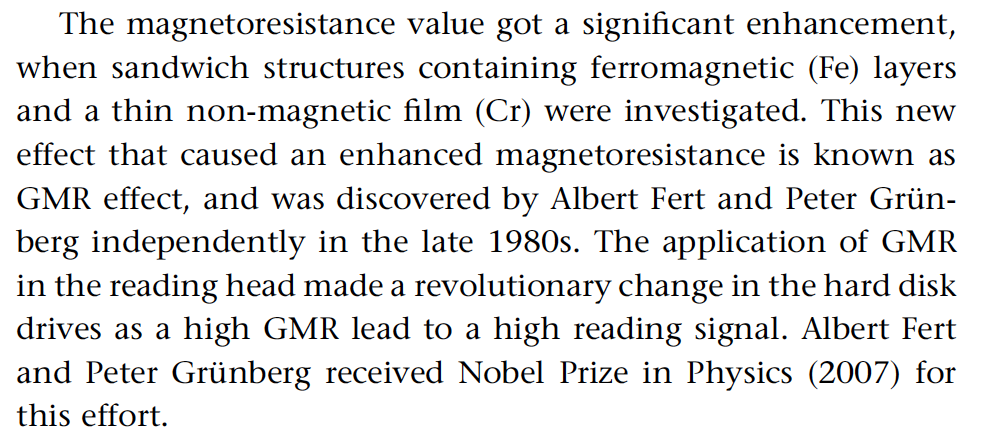 The magnetoresistance value got a significant enhancement,
when sandwich structures containing ferromagnetic (Fe) layers
and a thin non-magnetic film (Cr) were investigated. This new
effect that caused an enhanced magnetoresistance is known as
GMR effect, and was discovered by Albert Fert and Peter Grün-
berg independently in the late 1980s. The application of GMR
in the reading head made a revolutionary change in the hard disk
drives as a high GMR lead to a high reading signal. Albert Fert
and Peter Grünberg received Nobel Prize in Physics (2007) for
this effort.